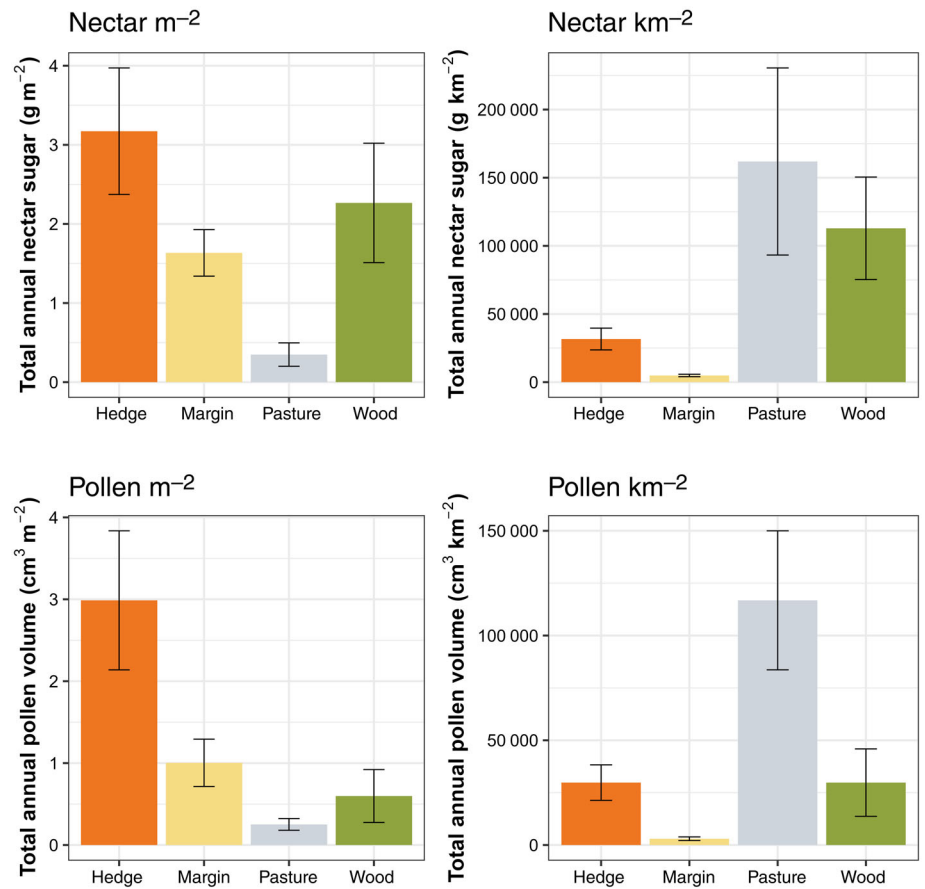 Nectar m⁻²
Total annual nectar sugar (g m⁻²)
4
3
2
1
0
Hedge Margin Pasture Wood
Nectar km⁻²
Total annual nectar sugar (g km⁻²)
200 000
150 000
100 000
50 000
0
Hedge Margin Pasture Wood
Pollen m⁻²
Total annual pollen volume (cm³ m⁻²)
4
3
2
1
0
Hedge Margin Pasture Wood
Pollen km⁻²
Total annual pollen volume (cm³ km⁻²)
150 000
100 000
50 000
0
Hedge Margin Pasture Wood